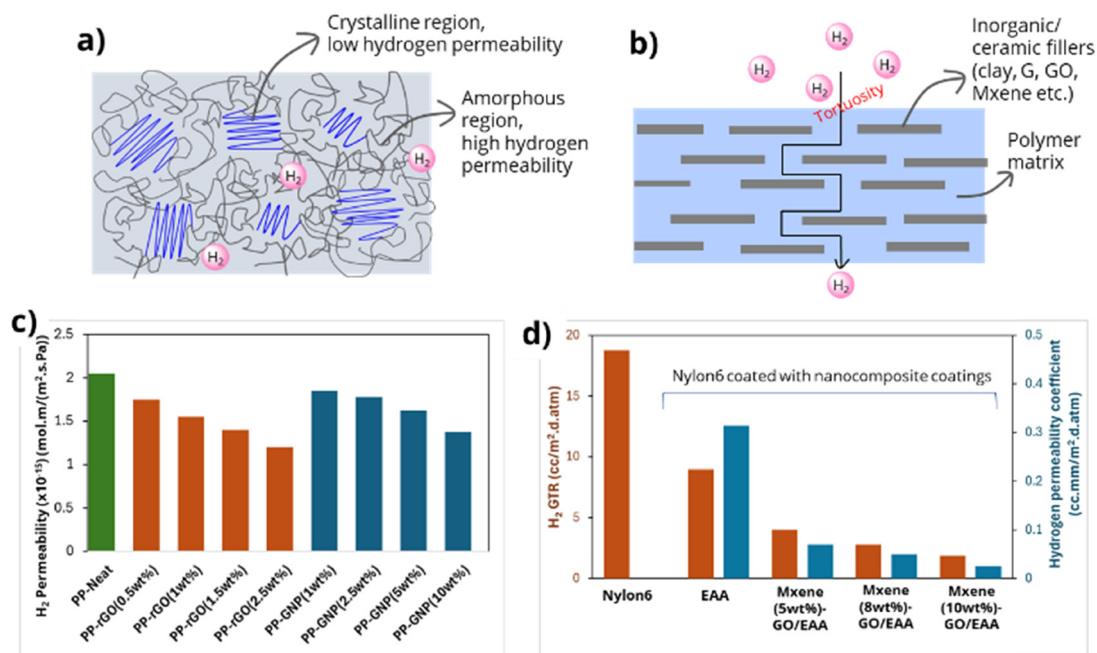 a)
Crystalline region,
low hydrogen permeability
Amorphous
region,
high hydrogen
permeability
H2
H2
H2
b)
H2
H2
H2
H2
Tortuosity
Inorganic/
ceramic fillers
(clay, G, GO,
Mxene etc.)
Polymer
matrix
H2
c)
H₂ Permeability (x10⁻¹⁵) (mol.m/(m².s.Pa))
2.5
2
1.5
1
0.5
0
PP-Neat
PP-rGO(0.5wt%)
PP-rGO(1wt%)
PP-rGO(1.5wt%)
PP-rGO(2.5wt%)
PP-GNP(1wt%)
PP-GNP(2.5wt%)
PP-GNP(5wt%)
PP-GNP(10wt%)
d)
H₂ GTR (cc/m².d.atm)
20
15
10
5
0
Nylon6 coated with nanocomposite coatings
Nylon6
EAA
Mxene
(5wt%)-
GO/EAA
Mxene
(8wt%)-
GO/EAA
Mxene
(10wt%)-
GO/EAA
0.5
0.4
0.3
0.2
0.1
0
Hydrogen permeability coefficient
(cc.mm/m².d.atm)